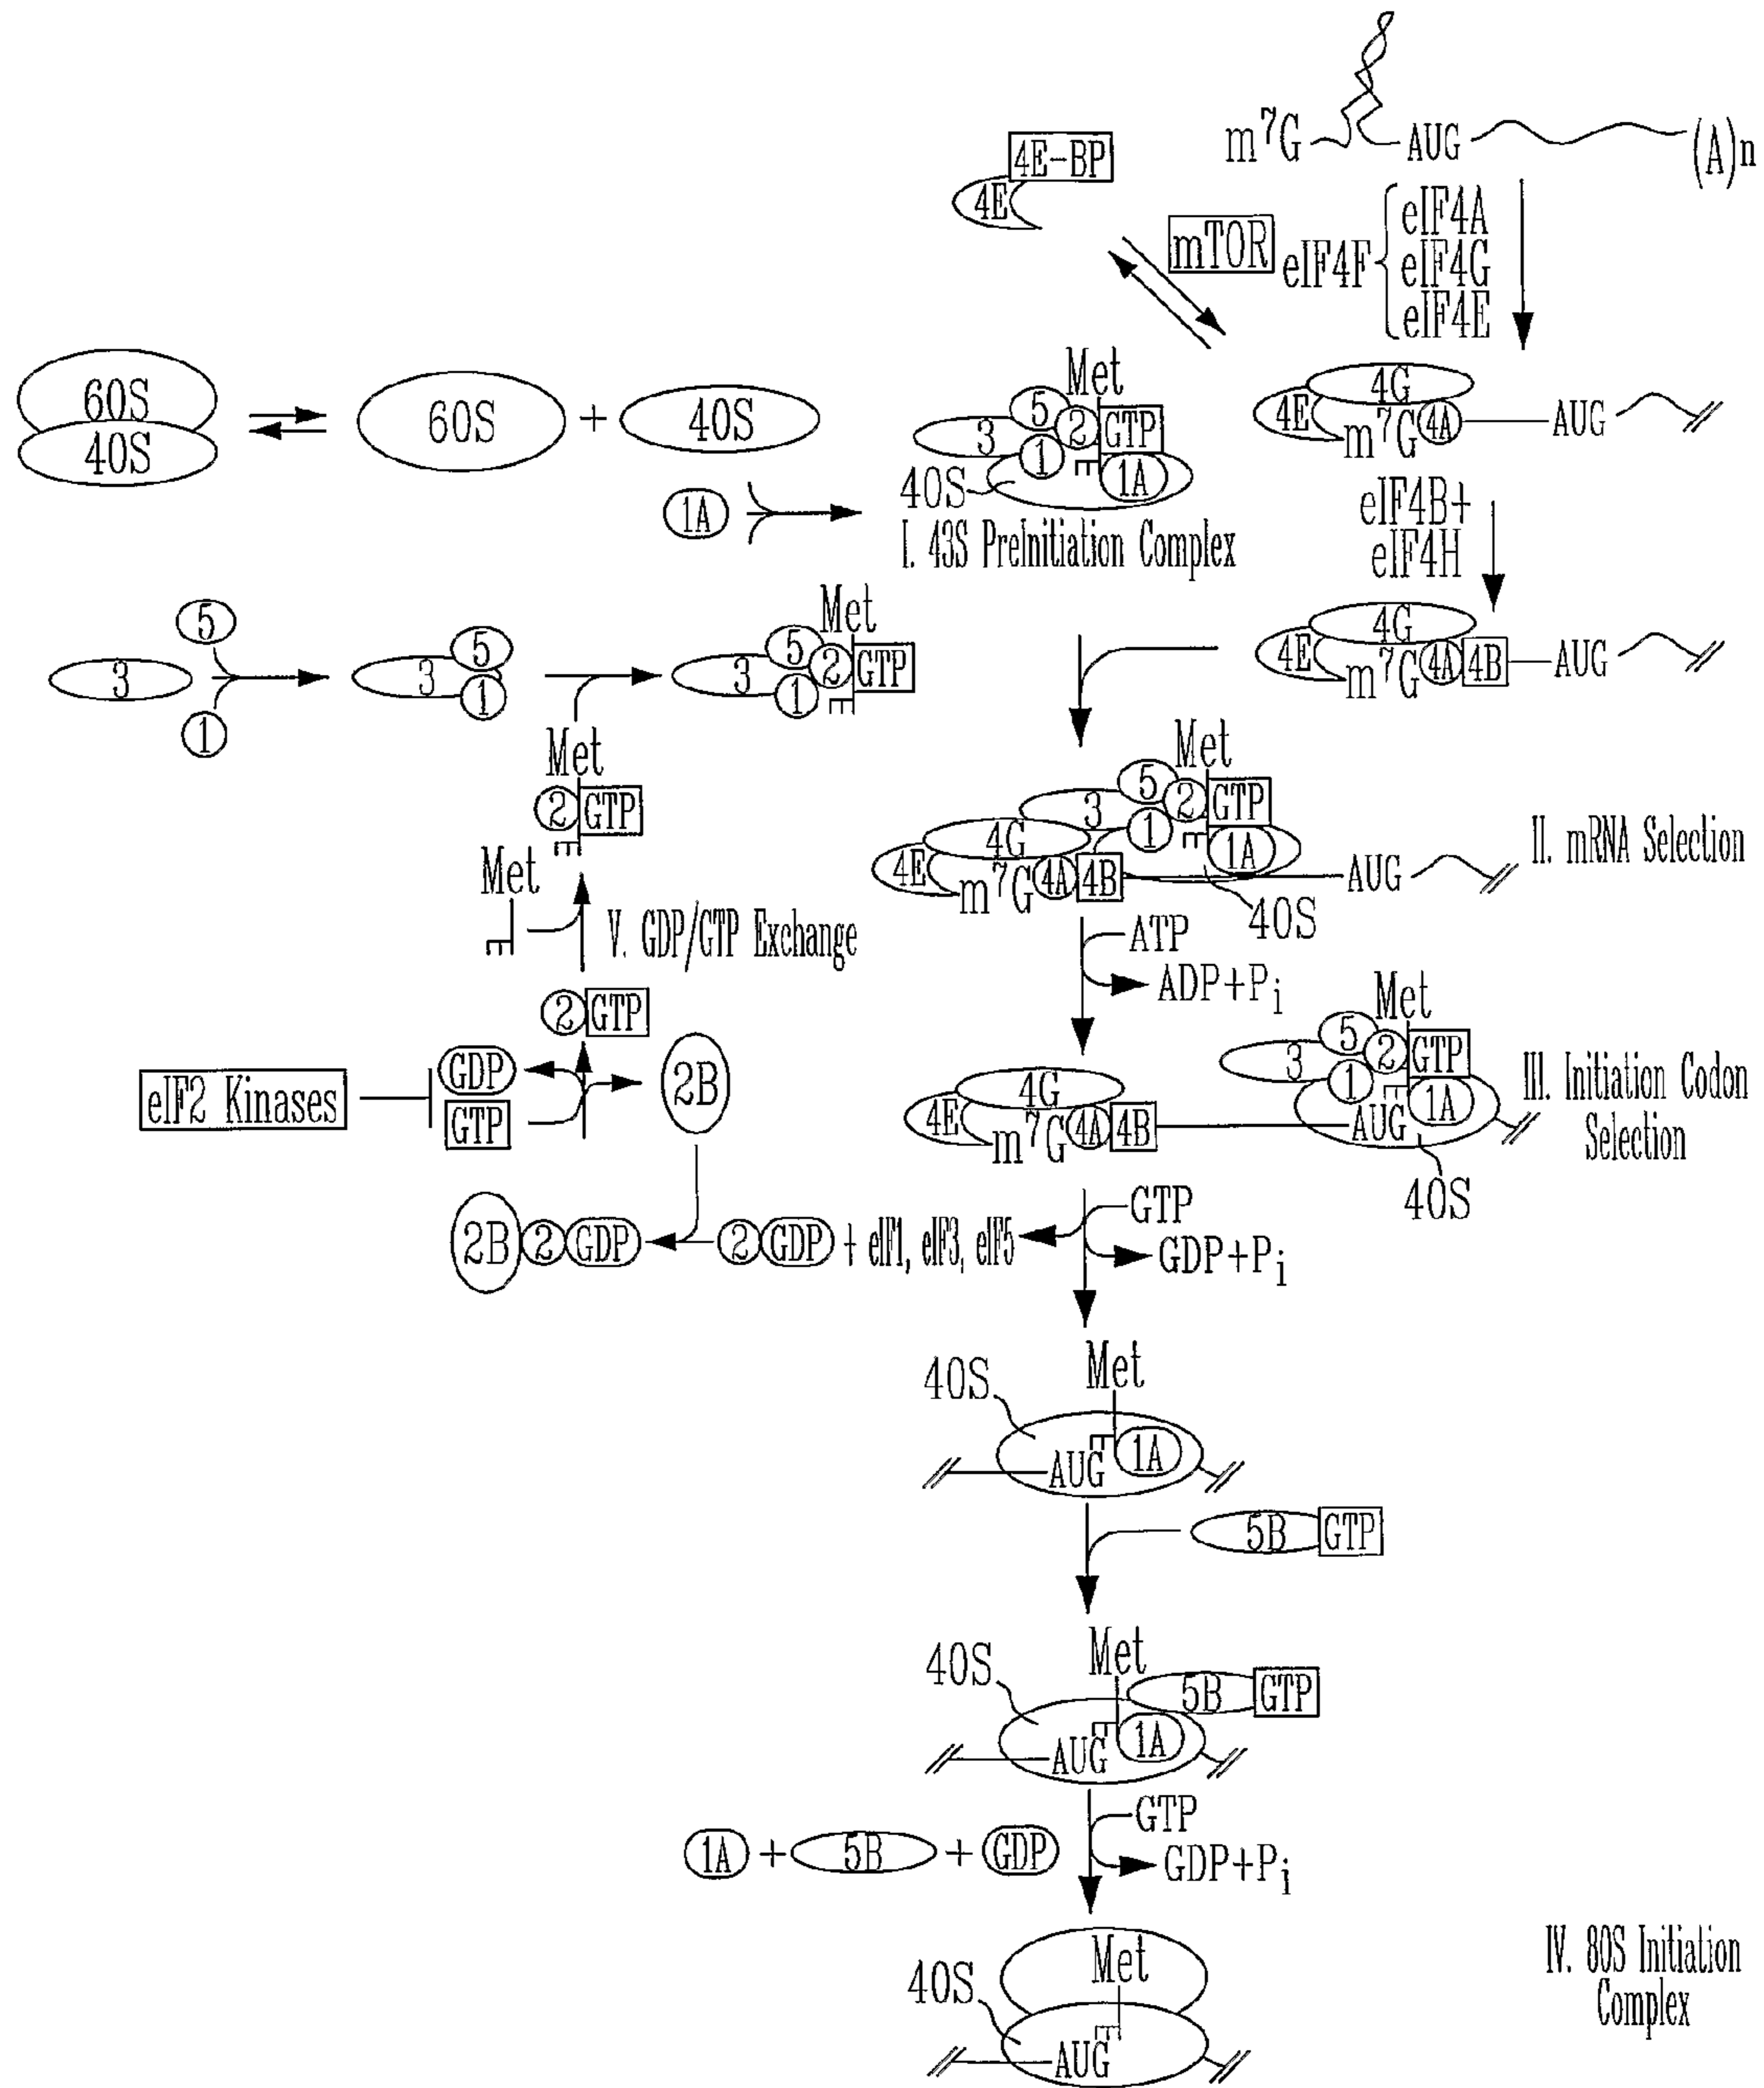 m⁷G AUG (A)n
4E-BP
4E
mTOR
eIF4F
eIF4A
eIF4G
eIF4E
60S
40S
60S + 40S
Met
5
3
2
GTP
1
1A
40S
I. 43S PreInitiation Complex
1A
4G
4E
m⁷G
4A
AUG
eIF4B+
eIF4H
5
3
1
5
3
1
Met
5
3
2
GTP
1
4G
4E
m⁷G
4A
4B
AUG
Met
2
GTP
Met
V. GDP/GTP Exchange
2
GTP
Met
5
3
2
GTP
1
1A
4G
4E
m⁷G
4A
4B
AUG
40S
II. mRNA Selection
ATP
ADP+Pi
eIF2 Kinases
GDP
GTP
2B
4G
4E
m⁷G
4A
4B
Met
5
3
2
GTP
1
1A
AUG
40S
III. Initiation Codon
Selection
2B
2
GDP
2
GDP
+ eIF1, eIF3, eIF5
GTP
GDP+Pi
Met
40S
AUG
1A
5B
GTP
Met
40S
5B
GTP
AUG
1A
1A + 5B + GDP
GTP
GDP+Pi
Met
40S
AUG
IV. 80S Initiation
Complex